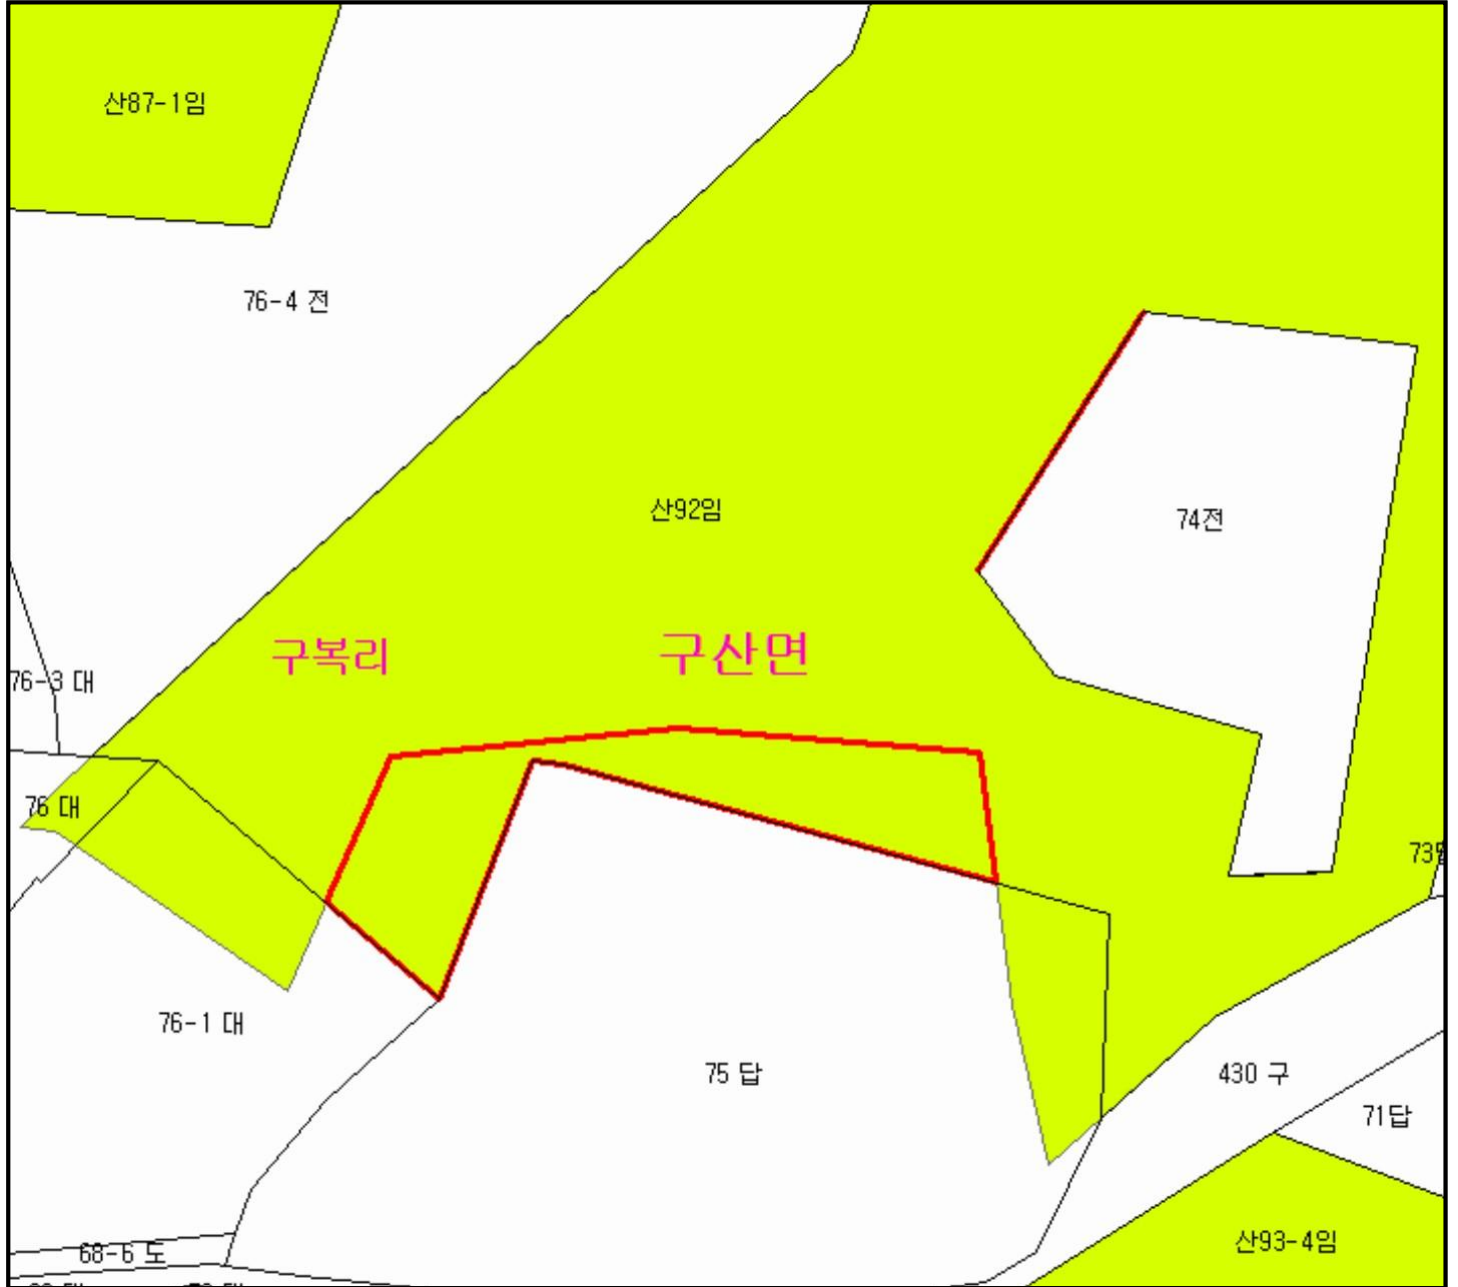 산87-1임
76-4 전
산92임
74전
구복리
구산면
76-3 대
76 대
76-1 대
75 답
430 구
71답
68-6 도
산93-4임